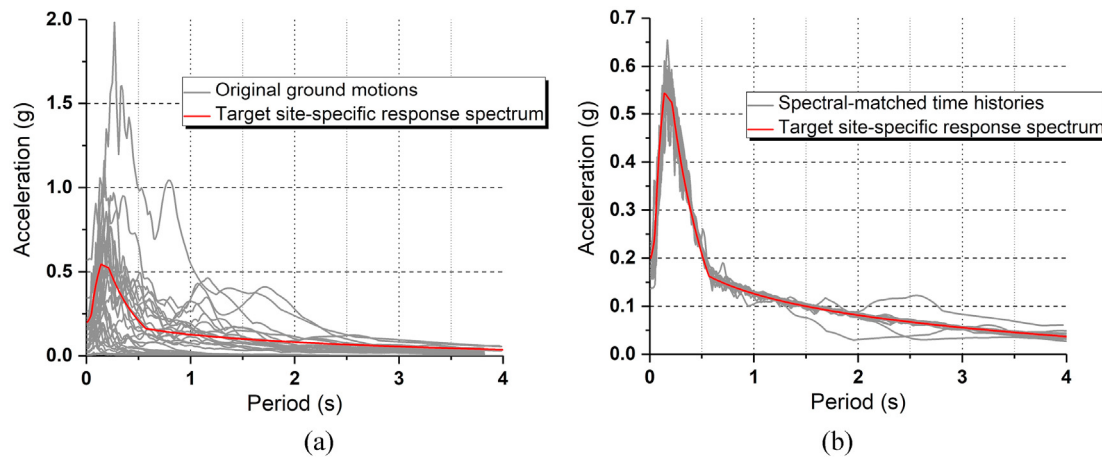 2.0
1.5
1.0
0.5
0.0
Acceleration (g)
Original ground motions
Target site-specific response spectrum
0 1 2 3 4
Period (s)
(a)
0.7
0.6
0.5
0.4
0.3
0.2
0.1
0.0
Acceleration (g)
Spectral-matched time histories
Target site-specific response spectrum
0 1 2 3 4
Period (s)
(b)